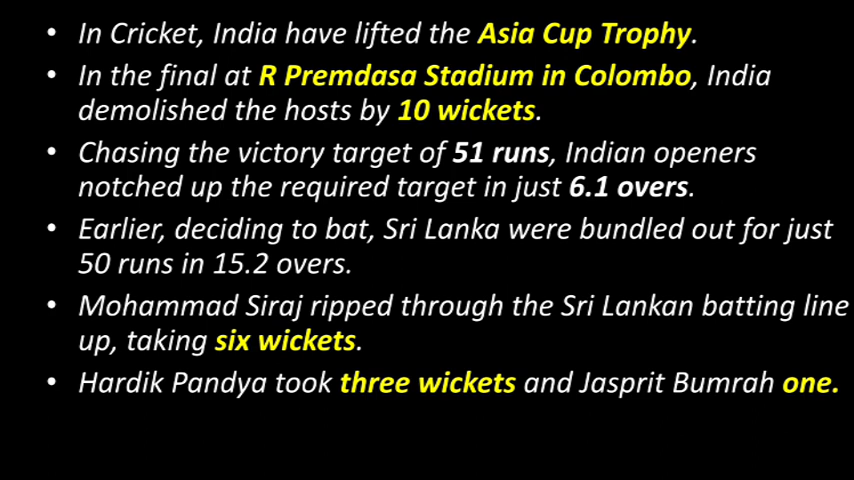 • In Cricket, India have lifted the Asia Cup Trophy.
• In the final at R Premdasa Stadium in Colombo, India
demolished the hosts by 10 wickets.
• Chasing the victory target of 51 runs, Indian openers
notched up the required target in just 6.1 overs.
• Earlier, deciding to bat, Sri Lanka were bundled out for just
50 runs in 15.2 overs.
• Mohammad Siraj ripped through the Sri Lankan batting line
up, taking six wickets.
• Hardik Pandya took three wickets and Jasprit Bumrah one.